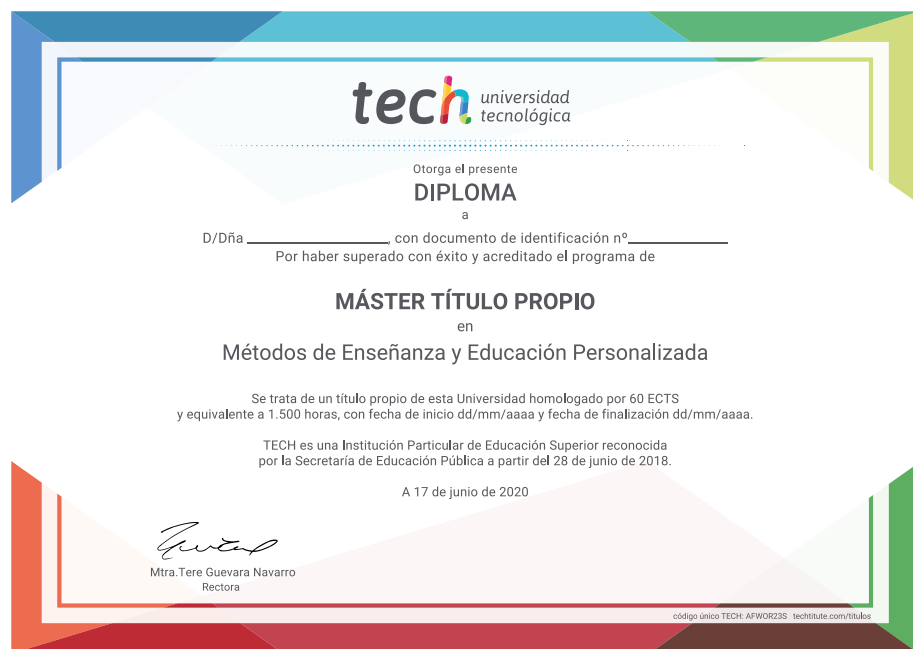 tech universidad
tecnológica
Otorga el presente
DIPLOMA
a
D/Dña ____________________, con documento de identificación nº______________
Por haber superado con éxito y acreditado el programa de
MÁSTER TÍTULO PROPIO
en
Métodos de Enseñanza y Educación Personalizada
Se trata de un título propio de esta Universidad homologado por 60 ECTS
y equivalente a 1.500 horas, con fecha de inicio dd/mm/aaaa y fecha de finalización dd/mm/aaaa.
TECH es una Institución Particular de Educación Superior reconocida
por la Secretaría de Educación Pública a partir del 28 de junio de 2018.
A 17 de junio de 2020
Mtra.Tere Guevara Navarro
Rectora
código único TECH: AFWOR23S techtitute.com/titulos